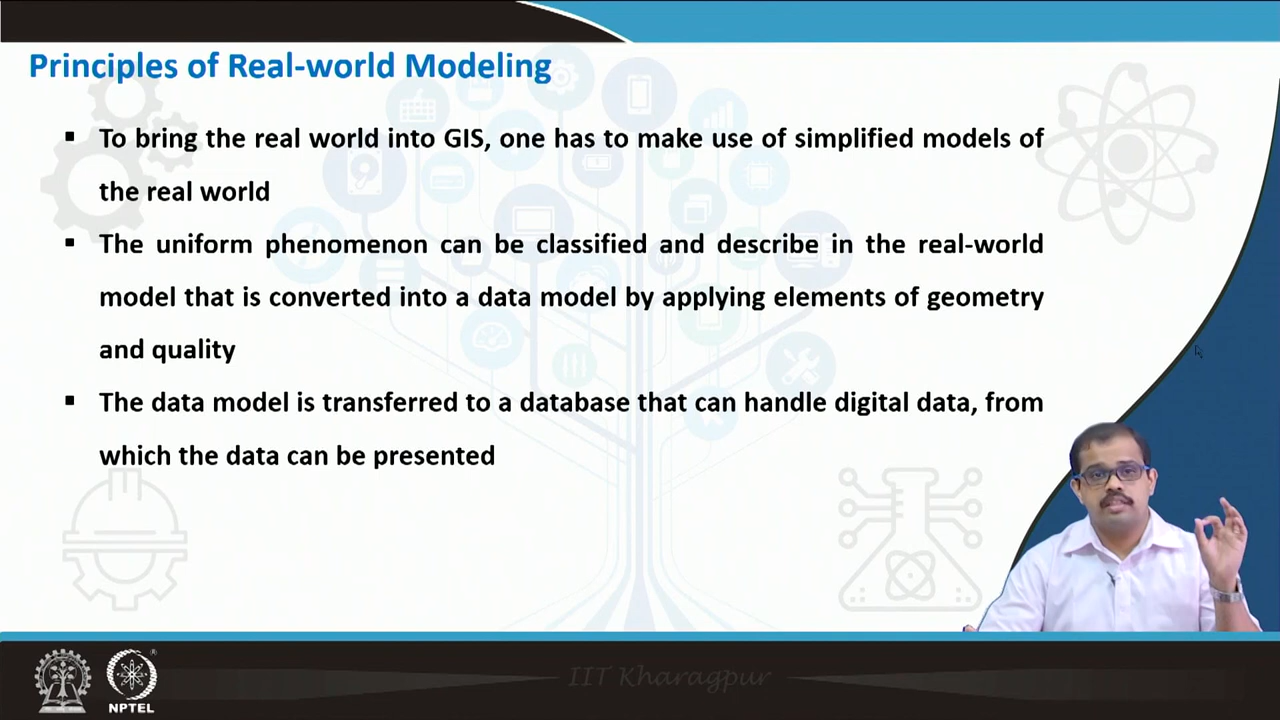 Principles of Real-world Modeling
▪ To bring the real world into GIS, one has to make use of simplified models of
the real world
▪ The uniform phenomenon can be classified and describe in the real-world
model that is converted into a data model by applying elements of geometry
and quality
▪ The data model is transferred to a database that can handle digital data, from
which the data can be presented
IIT Kharagpur
NPTEL